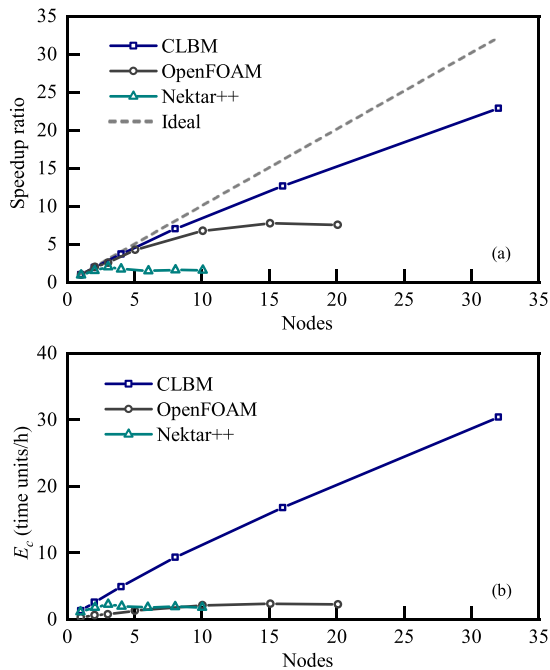 35
30
25
20
15
10
5
0
Speedup ratio
CLBM
OpenFOAM
Nektar++
Ideal
(a)
0 5 10 15 20 25 30 35
Nodes
40
30
20
10
0
E_c (time units/h)
CLBM
OpenFOAM
Nektar++
(b)
0 5 10 15 20 25 30 35
Nodes